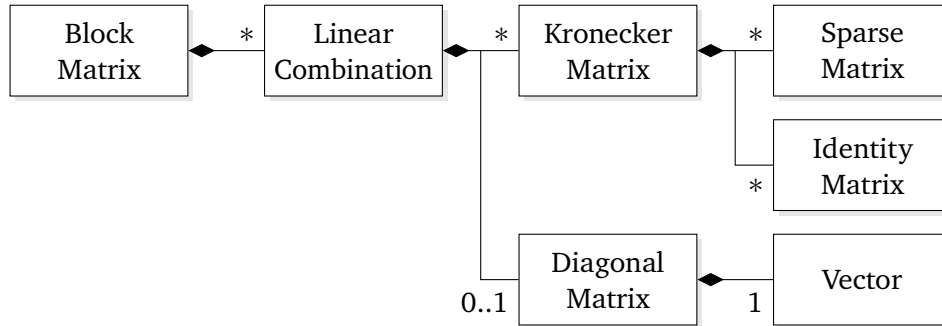 Block
Matrix
*
Linear
Combination
*
Kronecker
Matrix
*
Sparse
Matrix
*
Identity
Matrix
0..1
Diagonal
Matrix
1
Vector